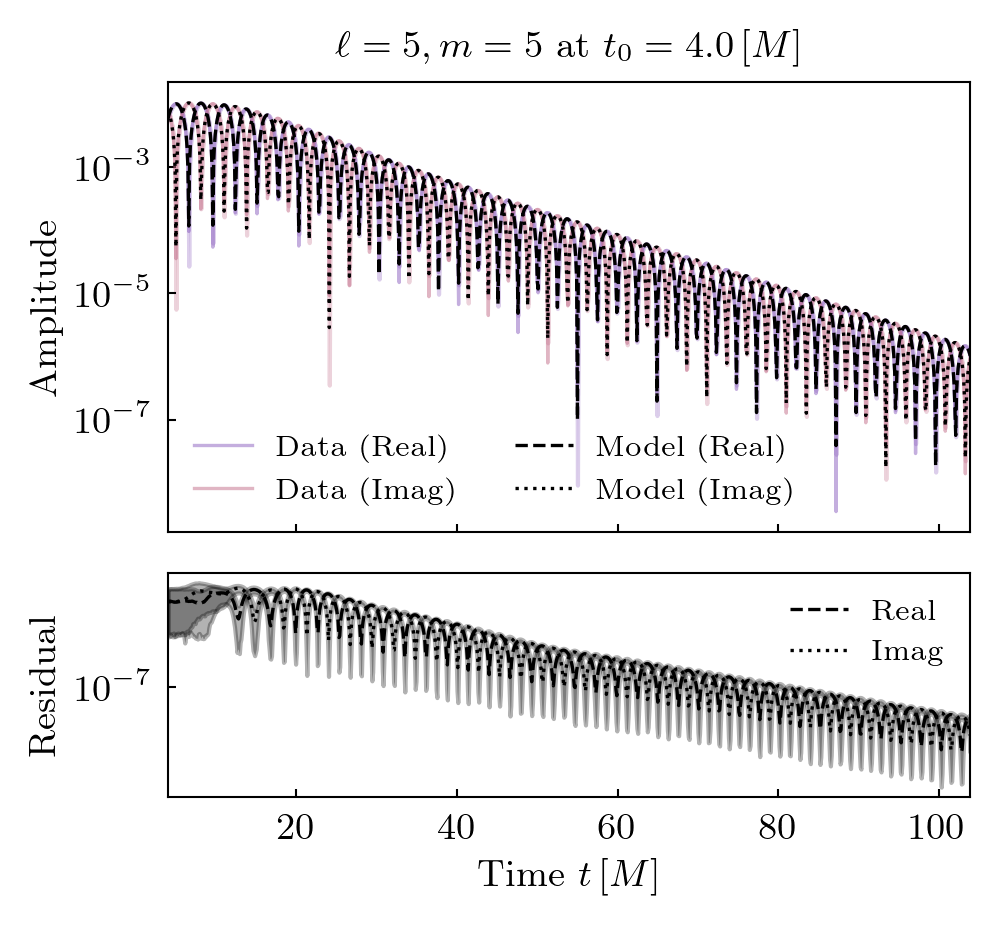 ℓ = 5, m = 5 at t₀ = 4.0 [M]
Amplitude
10⁻³
10⁻⁵
10⁻⁷
Data (Real)
Data (Imag)
Model (Real)
Model (Imag)
Residual
10⁻⁷
Real
Imag
20 40 60 80 100
Time t [M]